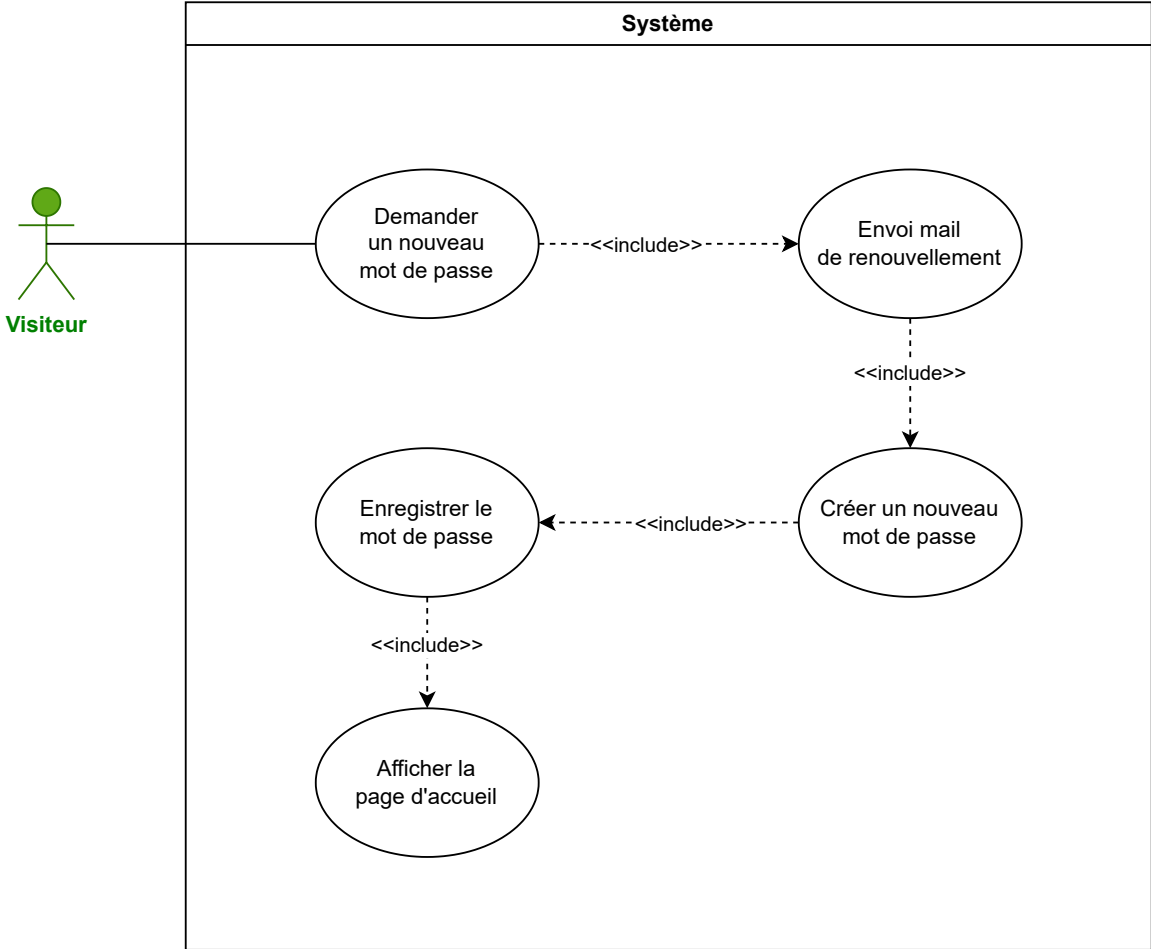 Système
Demander
un nouveau
mot de passe
<<include>>
Envoi mail
de renouvellement
Visiteur
<<include>>
Enregistrer le
mot de passe
<<include>>
Créer un nouveau
mot de passe
<<include>>
Afficher la
page d'accueil